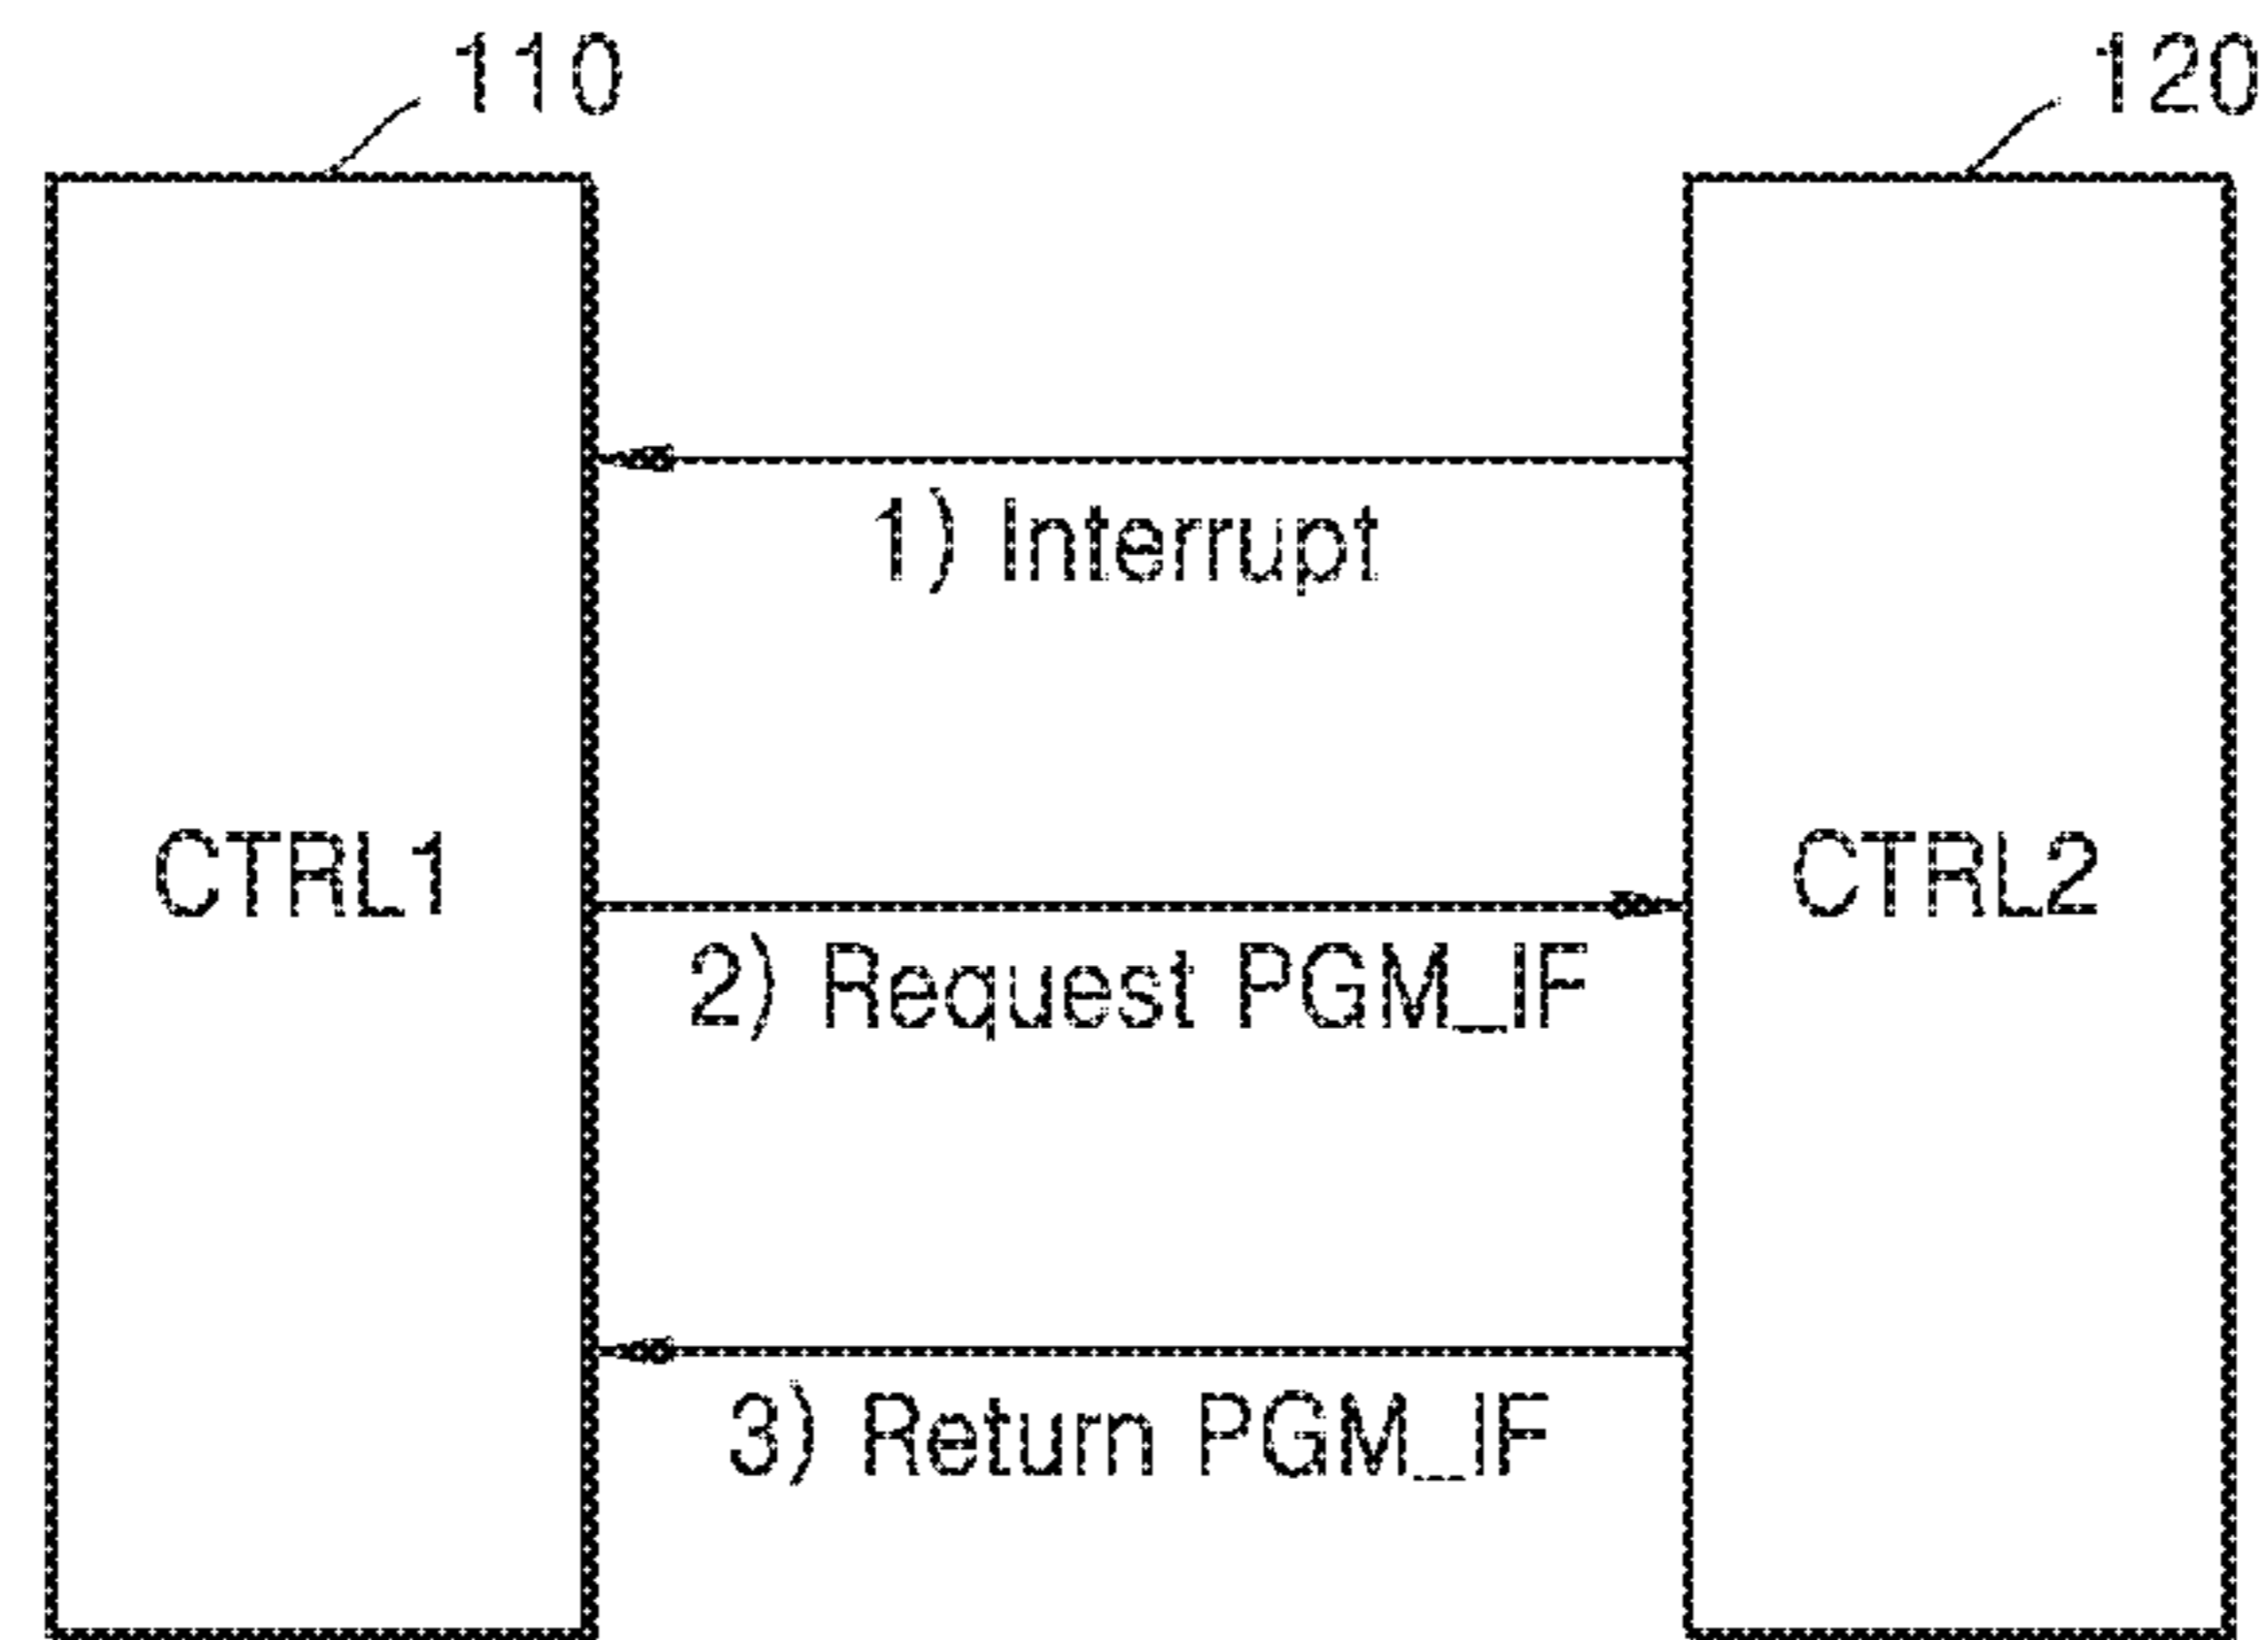 110
120
1) Interrupt
CTRL1
CTRL2
2) Request PGM_IF
3) Return PGM_IF